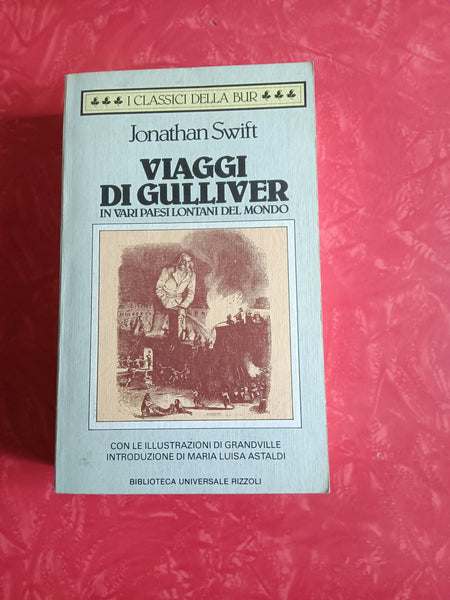 I CLASSICI DELLA BUR
Jonathan Swift
VIAGGI
DI GULLIVER
IN VARI PAESI LONTANI DEL MONDO
CON LE ILLUSTRAZIONI DI GRANDVILLE
INTRODUZIONE DI MARIA LUISA ASTALDI
BIBLIOTECA UNIVERSALE RIZZOLI